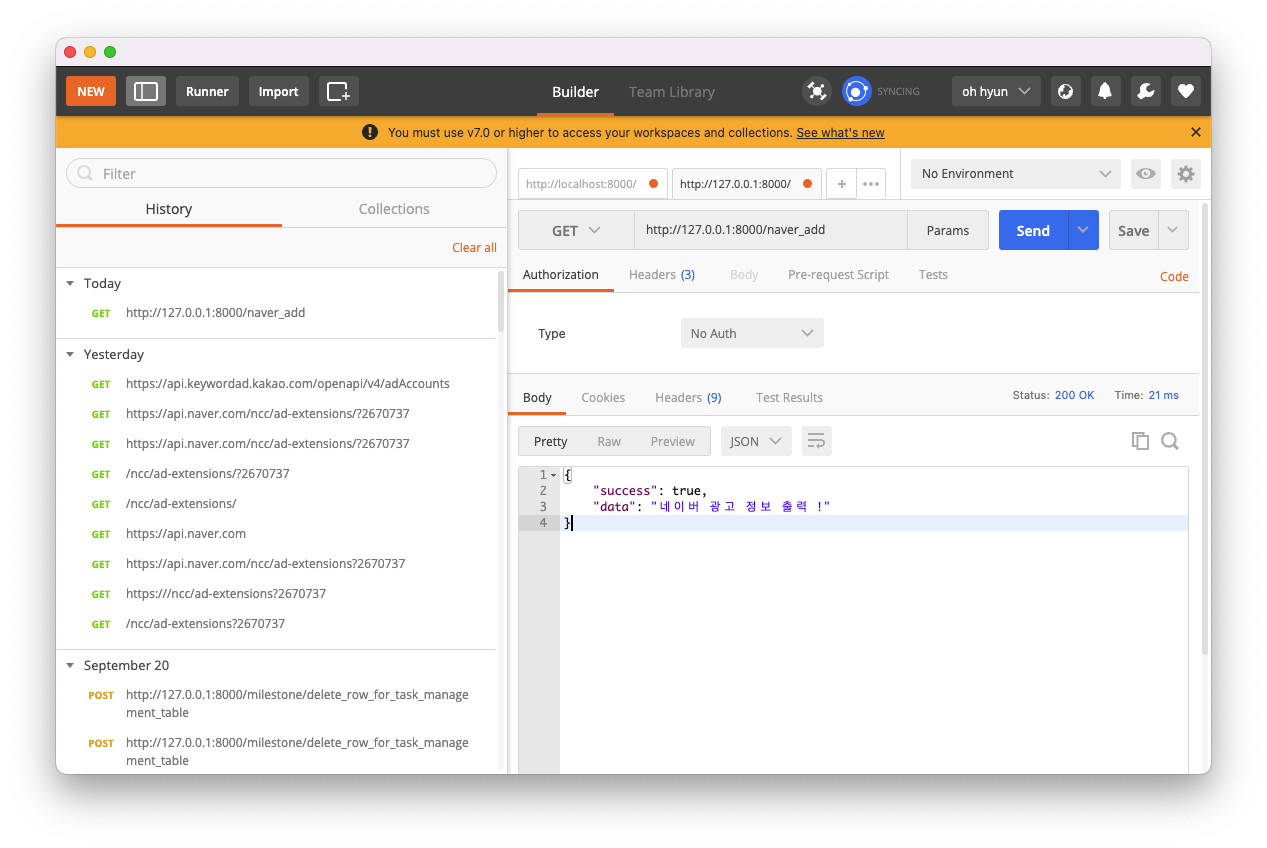 NEW
Runner
Import
Builder
Team Library
SYNCING
oh hyun
You must use v7.0 or higher to access your workspaces and collections. See what's new
Filter
History
Collections
Clear all
Today
GET http://127.0.0.1:8000/naver_add
Yesterday
GET https://api.keywordad.kakao.com/openapi/v4/adAccounts
GET https://api.naver.com/ncc/ad-extensions/?2670737
GET https://api.naver.com/ncc/ad-extensions/?2670737
GET /ncc/ad-extensions/?2670737
GET /ncc/ad-extensions/
GET https://api.naver.com
GET https://api.naver.com/ncc/ad-extensions?2670737
GET https:///ncc/ad-extensions?2670737
GET /ncc/ad-extensions?2670737
September 20
POST http://127.0.0.1:8000/milestone/delete_row_for_task_manage
ment_table
POST http://127.0.0.1:8000/milestone/delete_row_for_task_manage
ment_table
http://localhost:8000/
http://127.0.0.1:8000/
No Environment
GET
http://127.0.0.1:8000/naver_add
Params
Send
Save
Authorization
Headers (3)
Body
Pre-request Script
Tests
Code
Type
No Auth
Body
Cookies
Headers (9)
Test Results
Status: 200 OK
Time: 21 ms
Pretty
Raw
Preview
JSON
1 {
2 "success": true,
3 "data": "네이버 광고 정보 출력 !"
4 }